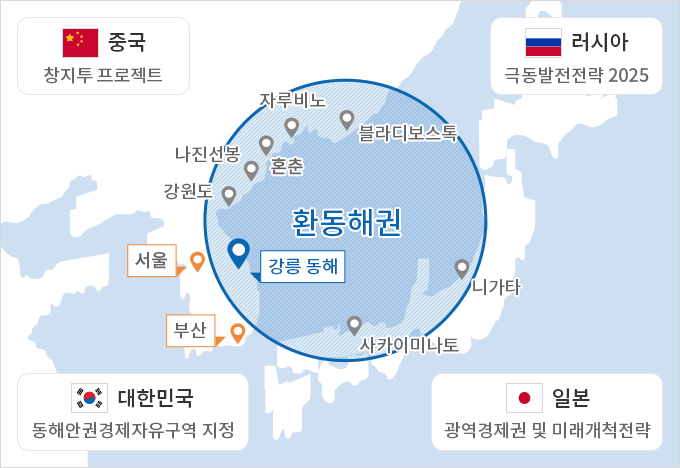 중국
창지투 프로젝트
러시아
극동발전전략 2025
자루비노
블라디보스톡
나진선봉
혼춘
강원도
환동해권
서울
강릉 동해
니가타
부산
사카이미나토
대한민국
동해안권경제자유구역 지정
일본
광역경제권 및 미래개척전략